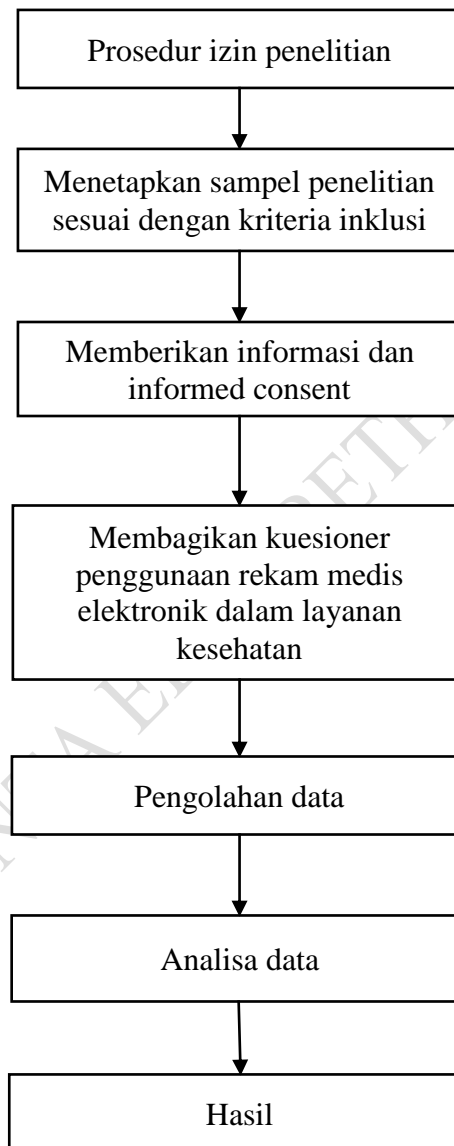 Prosedur izin penelitian
Menetapkan sampel penelitian
sesuai dengan kriteria inklusi
Memberikan informasi dan
informed consent
Membagikan kuesioner
penggunaan rekam medis
elektronik dalam layanan
kesehatan
Pengolahan data
Analisa data
Hasil